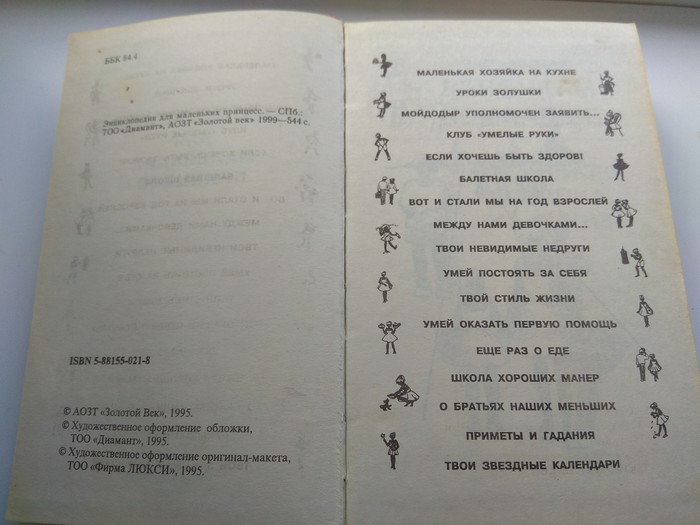 ББК 84.4
Энциклопедия для маленьких принцесс. — СПб.:
ТОО «Диамант», АОЗТ «Золотой век» 1999—544 с.
ISBN 5-88155-021-8
© АОЗТ «Золотой Век», 1995.
© Художественное оформление обложки,
ТОО «Диамант», 1995.
© Художественное оформление оригинал-макета,
ТОО «Фирма ЛЮКСИ», 1995.
МАЛЕНЬКАЯ ХОЗЯЙКА НА КУХНЕ
УРОКИ ЗОЛУШКИ
МОЙДОДЫР УПОЛНОМОЧЕН ЗАЯВИТЬ...
КЛУБ «УМЕЛЫЕ РУКИ»
ЕСЛИ ХОЧЕШЬ БЫТЬ ЗДОРОВ!
БАЛЕТНАЯ ШКОЛА
ВОТ И СТАЛИ МЫ НА ГОД ВЗРОСЛЕЙ
МЕЖДУ НАМИ ДЕВОЧКАМИ...
ТВОИ НЕВИДИМЫЕ НЕДРУГИ
УМЕЙ ПОСТОЯТЬ ЗА СЕБЯ
ТВОЙ СТИЛЬ ЖИЗНИ
УМЕЙ ОКАЗАТЬ ПЕРВУЮ ПОМОЩЬ
ЕЩЕ РАЗ О ЕДЕ
ШКОЛА ХОРОШИХ МАНЕР
О БРАТЬЯХ НАШИХ МЕНЬШИХ
ПРИМЕТЫ И ГАДАНИЯ
ТВОИ ЗВЕЗДНЫЕ КАЛЕНДАРИ